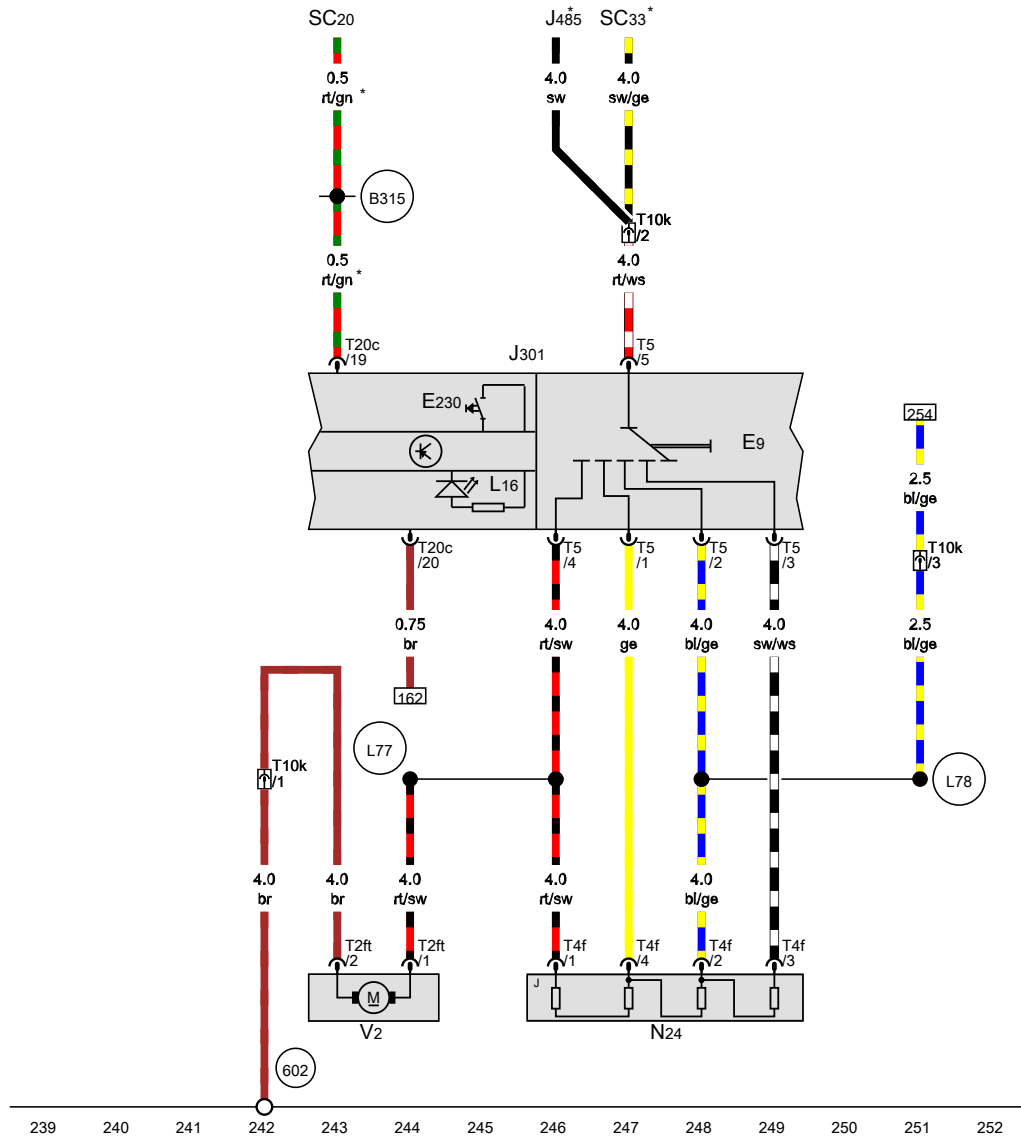 SC20 J485* SC33*
0.5 4.0 4.0
rt/gn * sw sw/ge
B315
T10k
/2
0.5 4.0
rt/gn * rt/ws
T20c J301 T5
/19 /5
E230 E9 254
L16 2.5
bl/ge
T20c T5 T5 T5 T5 T10k
/20 /4 /1 /2 /3 /3
0.75 4.0 4.0 4.0 4.0 2.5
br rt/sw ge bl/ge sw/ws bl/ge
162
L77
T10k
/1
L78
4.0 4.0 4.0 4.0 4.0
br br rt/sw rt/sw bl/ge
T2ft T2ft T4f T4f T4f T4f
/2 /1 /1 /4 /2 /3
M J
V2 N24
602
239 240 241 242 243 244 245 246 247 248 249 250 251 252